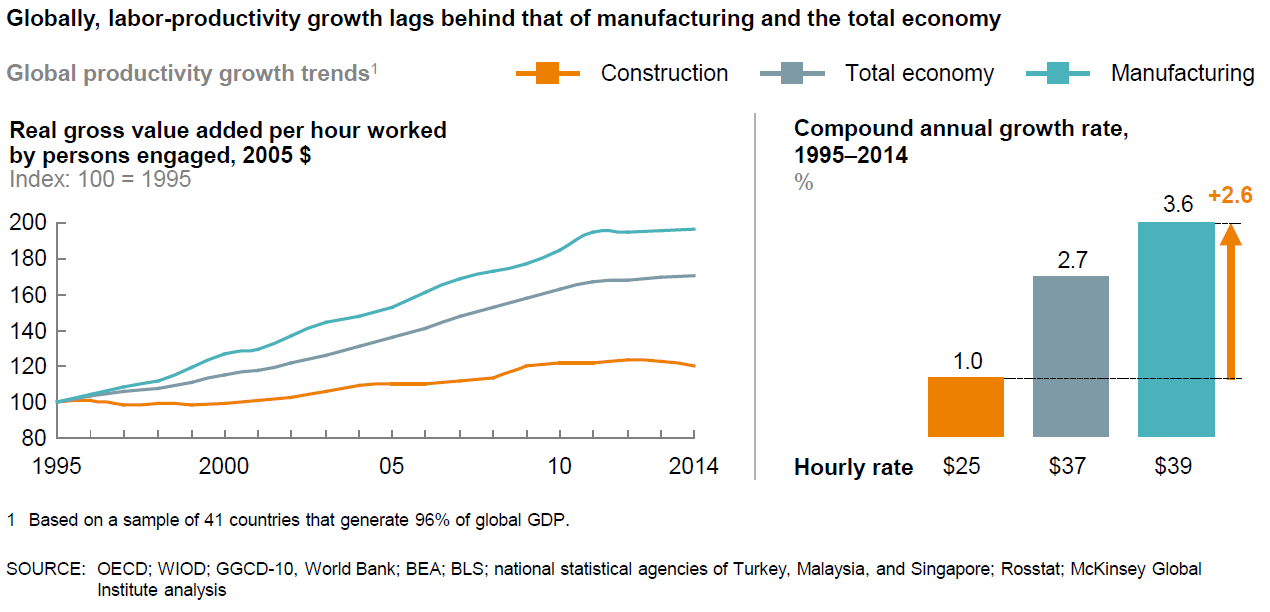 Globally, labor-productivity growth lags behind that of manufacturing and the total economy
Global productivity growth trends1
Construction
Total economy
Manufacturing
Real gross value added per hour worked
by persons engaged, 2005 $
Index: 100 = 1995
200
180
160
140
120
100
80
1995
2000
05
10
2014
Compound annual growth rate,
1995–2014
%
+2.6
3.6
2.7
1.0
Hourly rate
$25
$37
$39
1 Based on a sample of 41 countries that generate 96% of global GDP.
SOURCE: OECD; WIOD; GGCD-10, World Bank; BEA; BLS; national statistical agencies of Turkey, Malaysia, and Singapore; Rosstat; McKinsey Global
Institute analysis